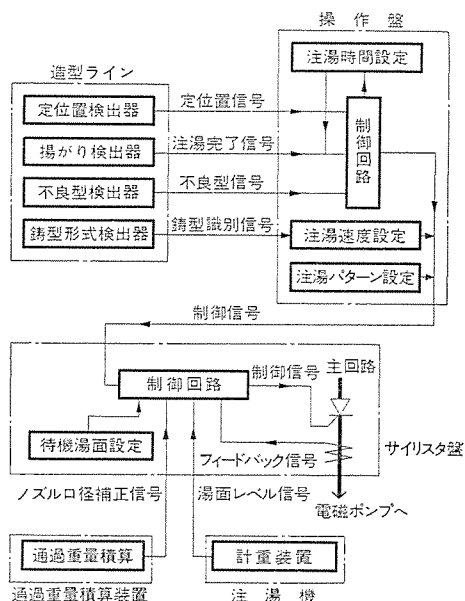 操作盤
造型ライン
注湯時間設定
定位置検出器
定位置信号
制御回路
揚がり検出器
注湯完了信号
不良型検出器
不良型信号
鋳型形式検出器
鋳型識別信号
注湯速度設定
注湯パターン設定
制御信号
制御回路
制御信号
主回路
待機湯面設定
フィードバック信号
サイリスタ盤
ノズル口径補正信号
湯面レベル信号
電磁ポンプへ
通過重量積算
計重装置
通過重量積算装置
注湯機